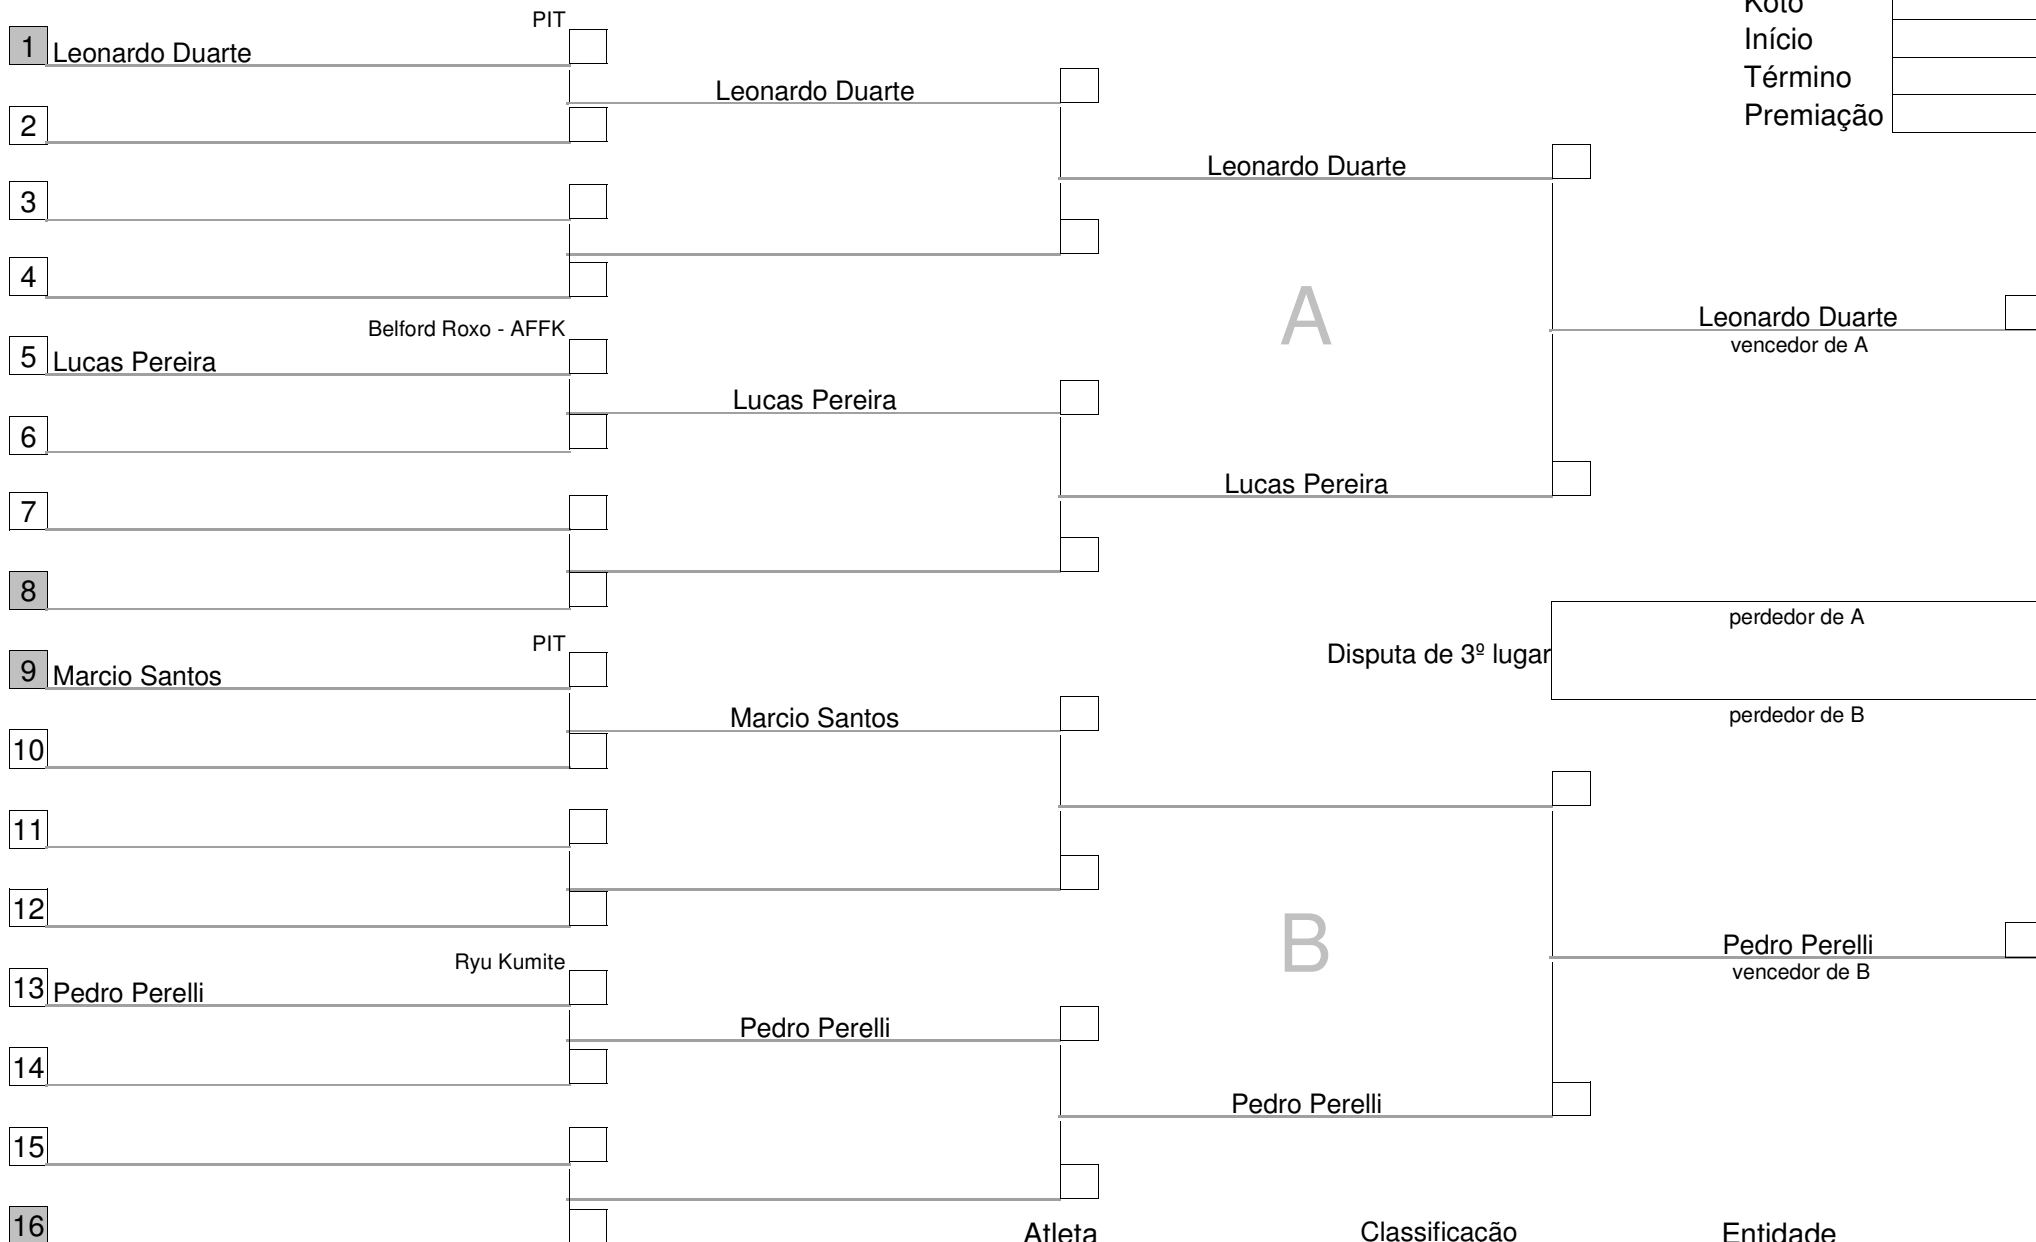 Koto
PIT
1 Leonardo Duarte
Início
Término
Leonardo Duarte
Premiação
2
Leonardo Duarte
3
4
A
Leonardo Duarte
Belford Roxo - AFFK
vencedor de A
5 Lucas Pereira
Lucas Pereira
6
Lucas Pereira
7
8
perdedor de A
PIT
Disputa de 3º lugar
9 Marcio Santos
Marcio Santos
perdedor de B
10
11
12
B
Pedro Perelli
Ryu Kumite
vencedor de B
13 Pedro Perelli
Pedro Perelli
14
Pedro Perelli
15
16
Atleta Classificação Entidade